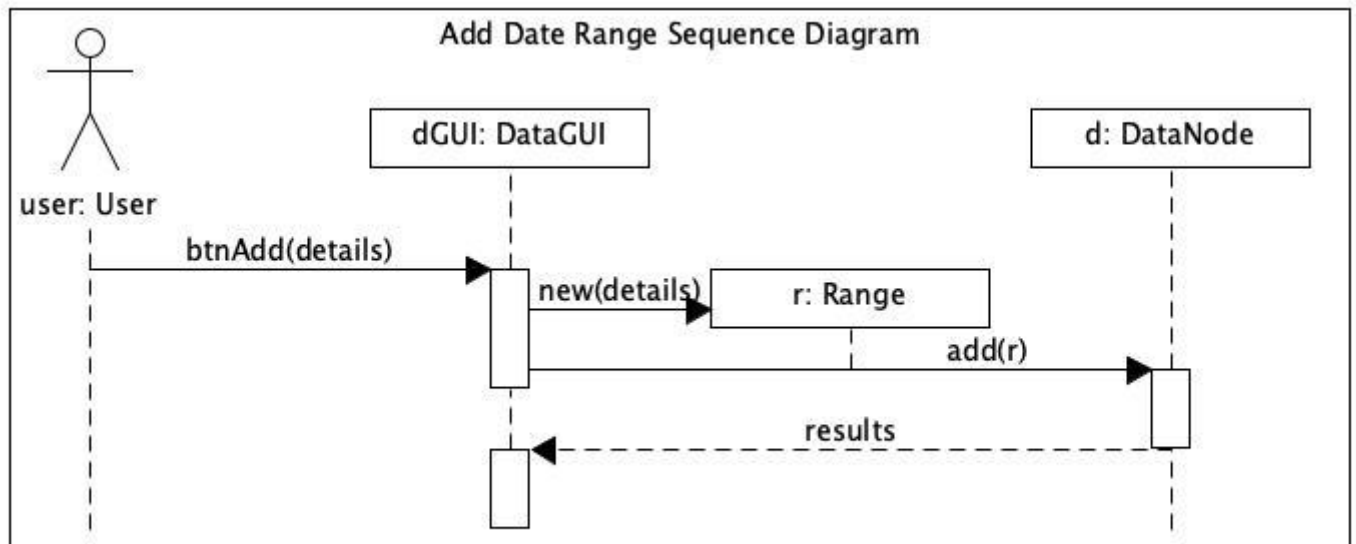 Add Date Range Sequence Diagram
dGUI: DataGUI
d: DataNode
user: User
btnAdd(details)
new(details)
r: Range
add(r)
results